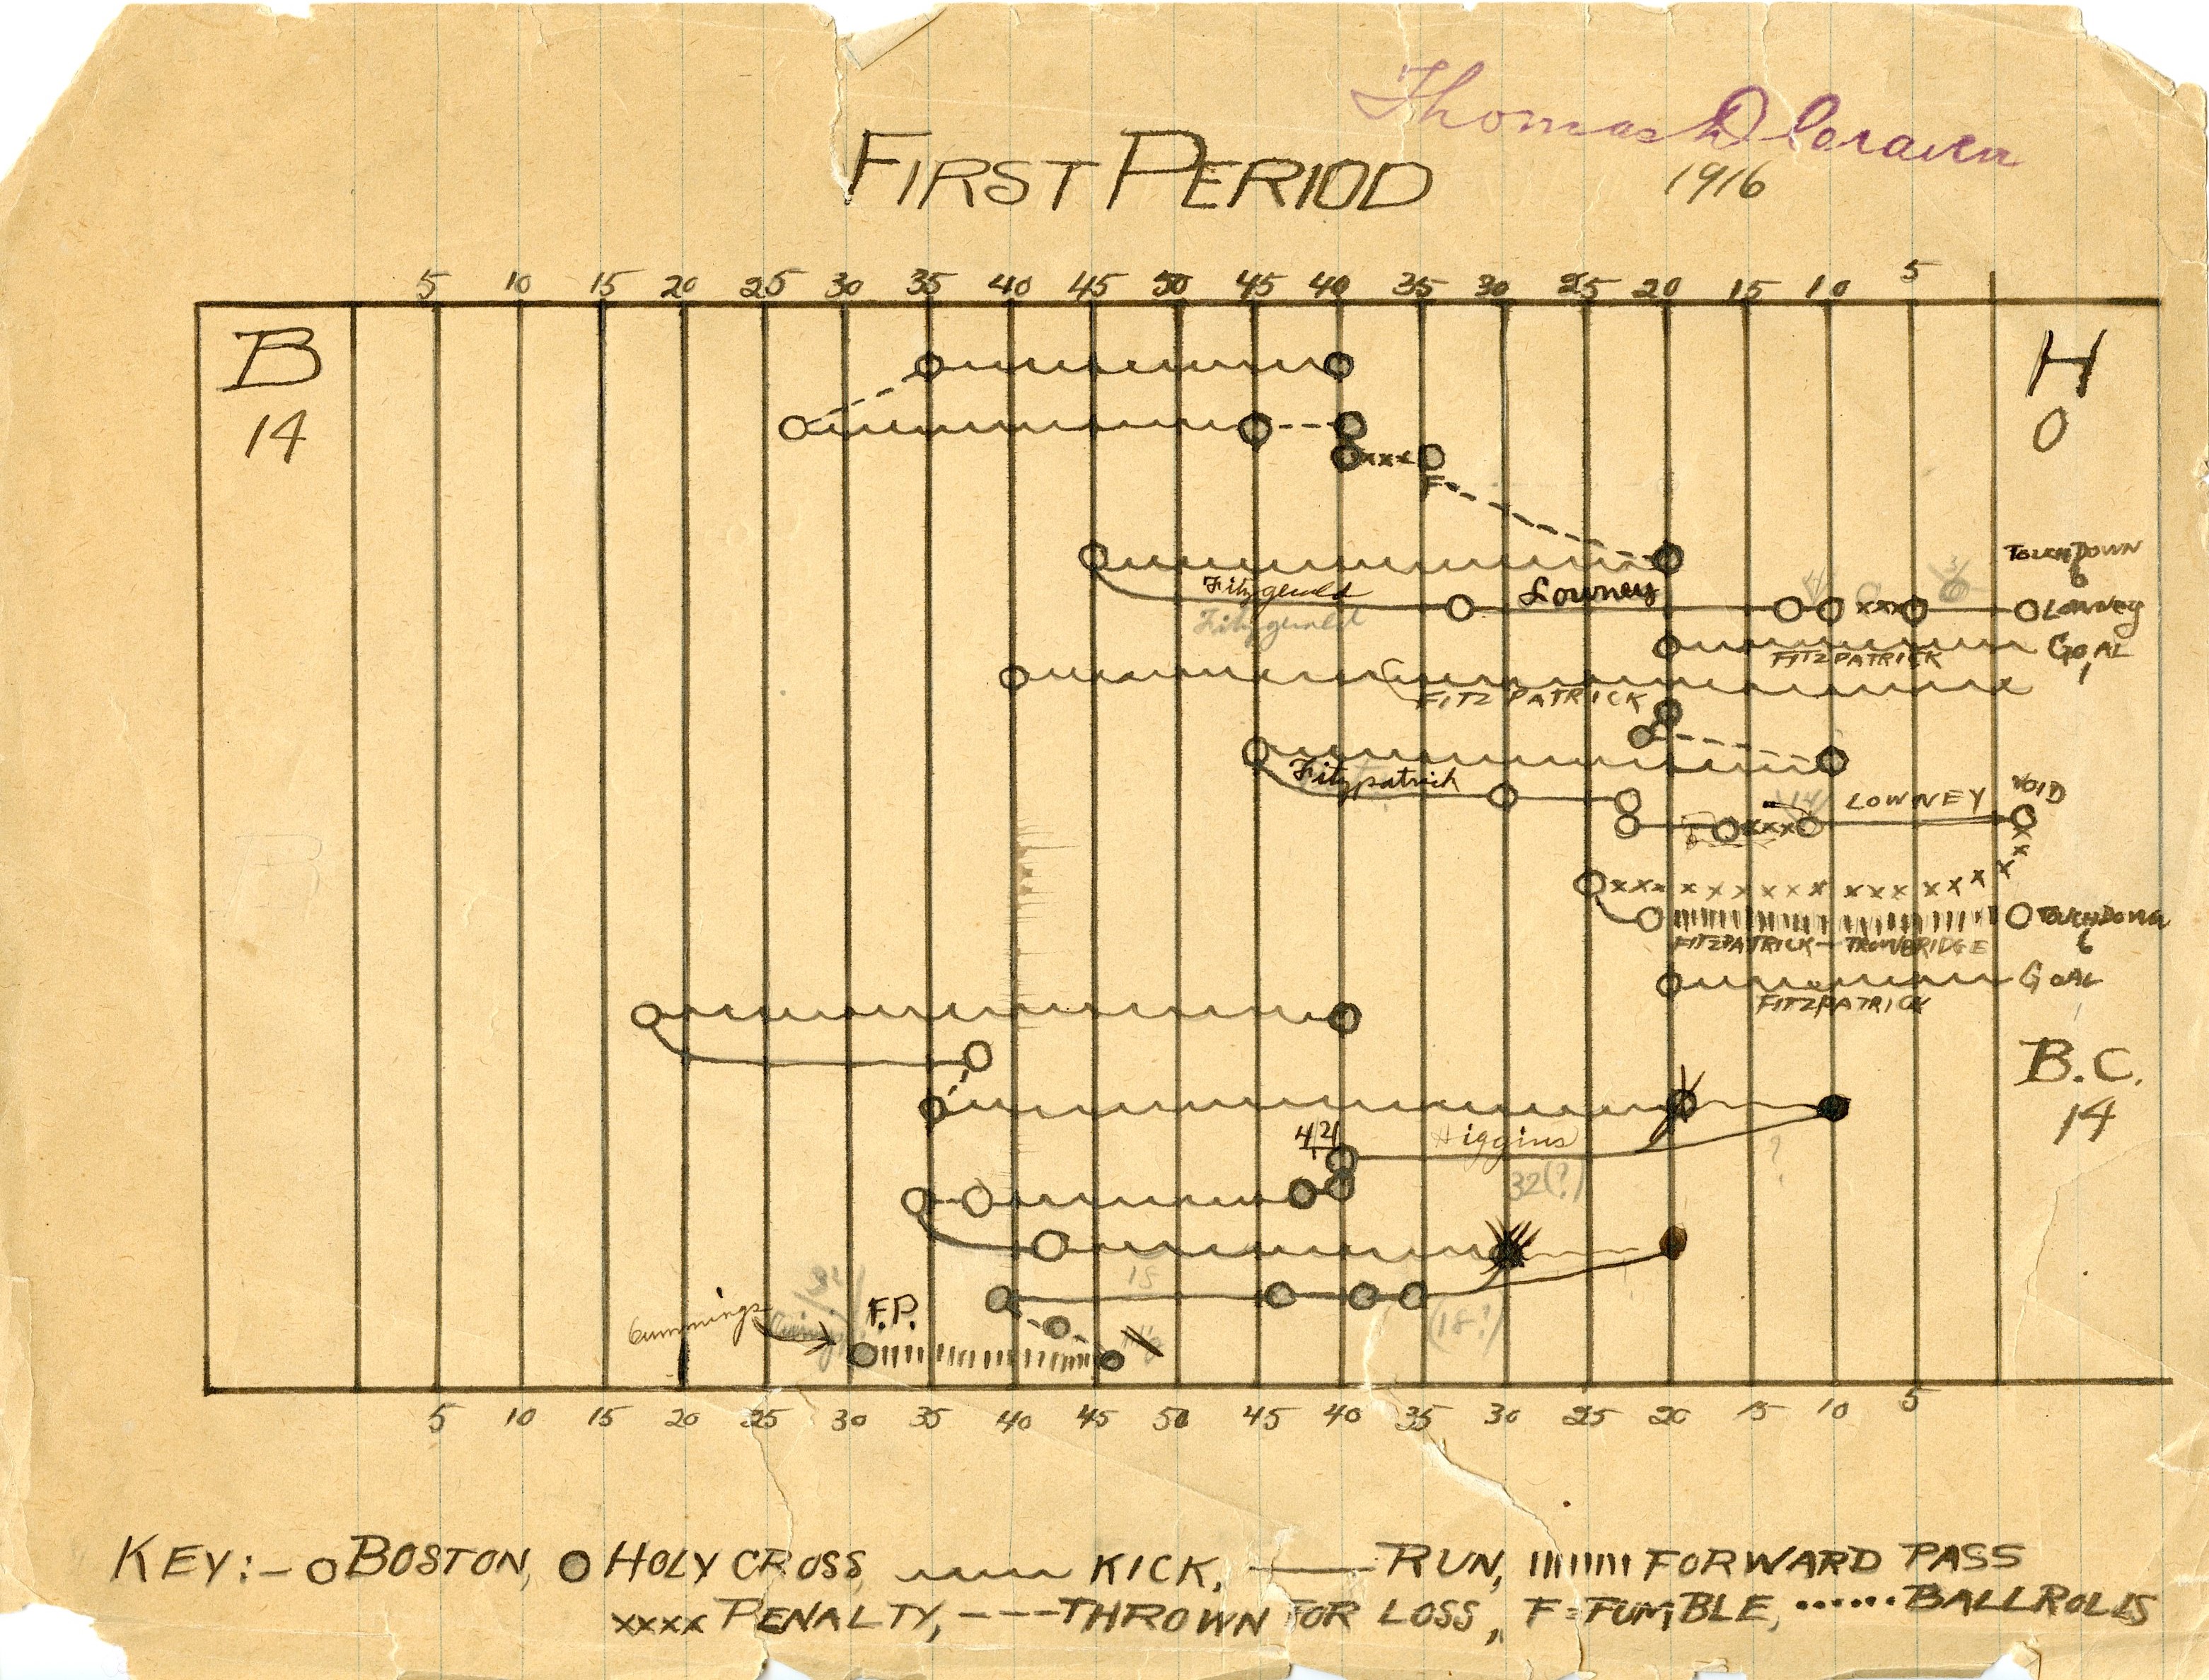 Thomas D Craven
1916
FIRST PERIOD
5 10 15 20 25 30 35 40 45 50 45 40 35 30 25 20 15 10 5
B H
14 0
F
TOUCHDOWN
6
Fitzgerald Lowney LOWNEY
Fitzgerald
GOAL
FITZPATRICK 1
FITZ PATRICK
Fitzpatrick
LOWNEY VOID
TOUCHDOWN
FITZPATRICK — TROWBRIDGE 6
GOAL
FITZPATRICK
B.C.
14
Higgins ?
32(?)
15
(18?)
Cummings F.P.
5 10 15 20 25 30 35 40 45 50 45 40 35 30 25 20 15 10 5
KEY:- O BOSTON, O HOLY CROSS, KICK, RUN, FORWARD PASS
xxxx PENALTY, --- THROWN FOR LOSS, F=FUMBLE, ...... BALL ROLLS